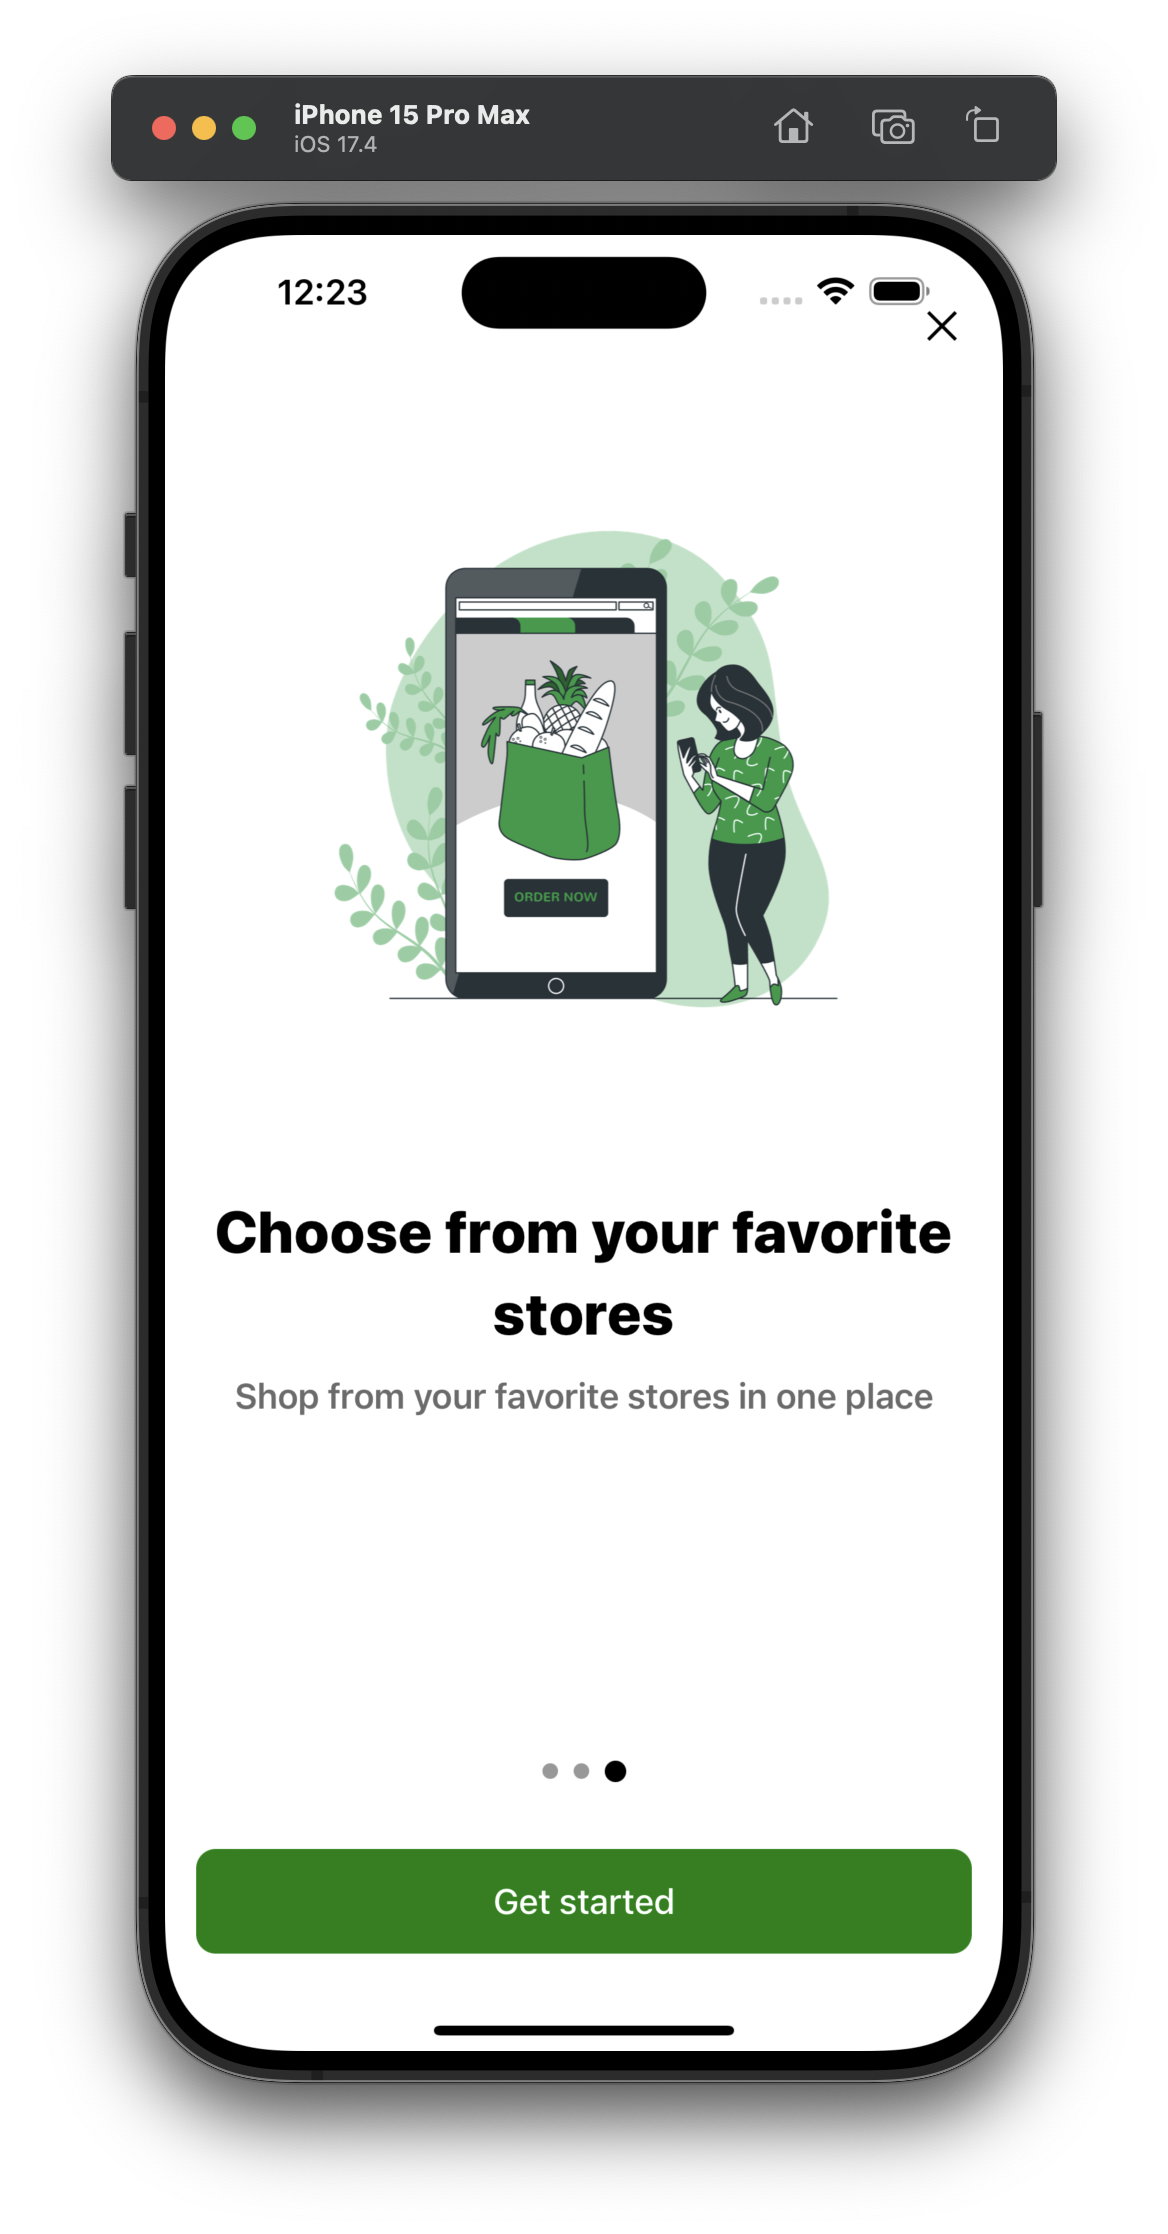 iPhone 15 Pro Max
iOS 17.4
12:23
ORDER NOW
Choose from your favorite
stores
Shop from your favorite stores in one place
Get started